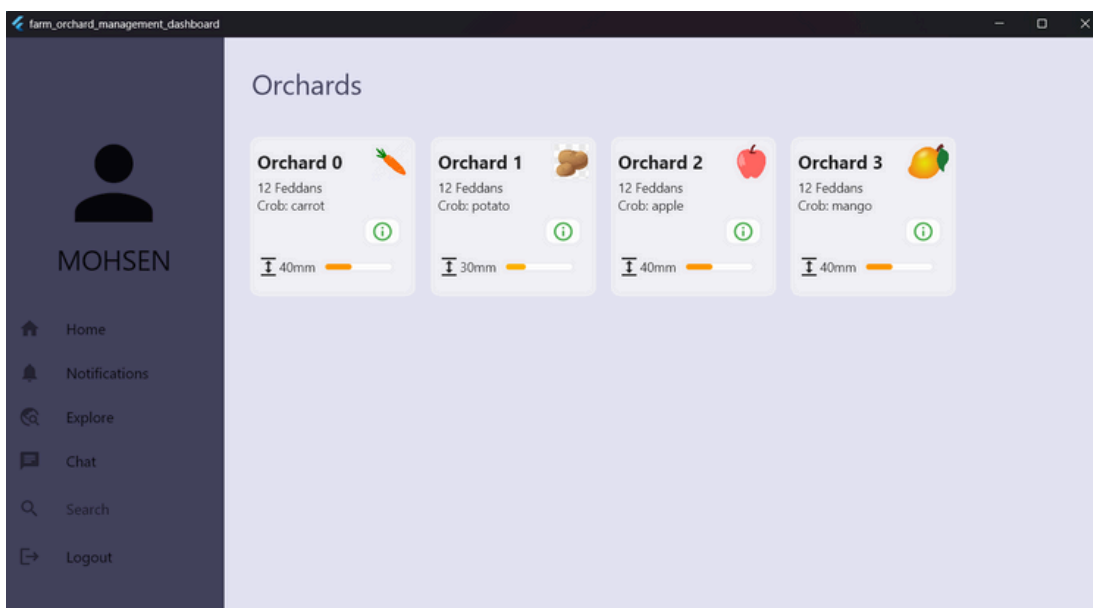 farm_orchard_management_dashboard
MOHSEN
Home
Notifications
Explore
Chat
Search
Logout
Orchards
Orchard 0
12 Feddans
Crob: carrot
40mm
Orchard 1
12 Feddans
Crob: potato
30mm
Orchard 2
12 Feddans
Crob: apple
40mm
Orchard 3
12 Feddans
Crob: mango
40mm